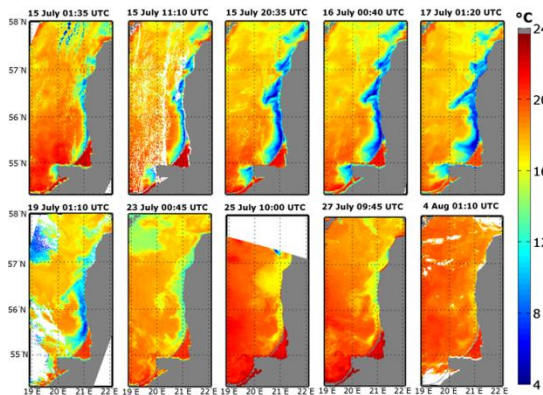 15 July 01:35 UTC 15 July 11:10 UTC 15 July 20:35 UTC 16 July 00:40 UTC 17 July 01:20 UTC °C
58°N
57°N
56°N
55°N
19 July 01:10 UTC 23 July 00:45 UTC 25 July 10:00 UTC 27 July 09:45 UTC 4 Aug 01:10 UTC
58°N
57°N
56°N
55°N
19°E 20°E 21°E 22°E 19°E 20°E 21°E 22°E 19°E 20°E 21°E 22°E 19°E 20°E 21°E 22°E 19°E 20°E 21°E 22°E
24
20
16
12
8
4